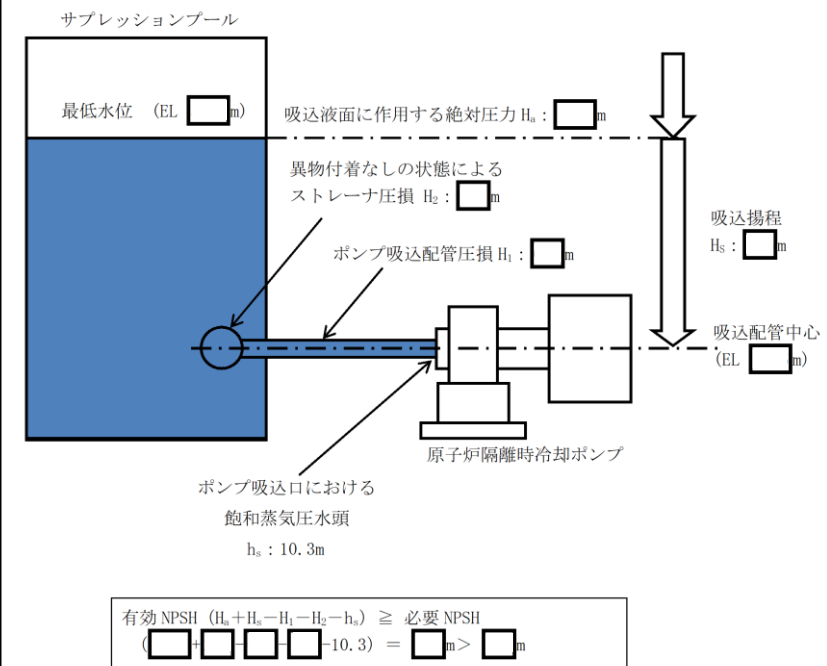 サプレッションプール
最低水位 (EL □m)
吸込液面に作用する絶対圧力 Hₐ：□m
異物付着なしの状態による
ストレーナ圧損 H₂：□m
ポンプ吸込配管圧損 H₁：□m
吸込揚程
Hₛ：□m
吸込配管中心
(EL □m)
原子炉隔離時冷却ポンプ
ポンプ吸込口における
飽和蒸気圧水頭
hₛ：10.3m
有効 NPSH (Hₐ＋Hₛ－H₁－H₂－hₛ) ≧ 必要 NPSH
(□+□-□-□-10.3) = □m> □m